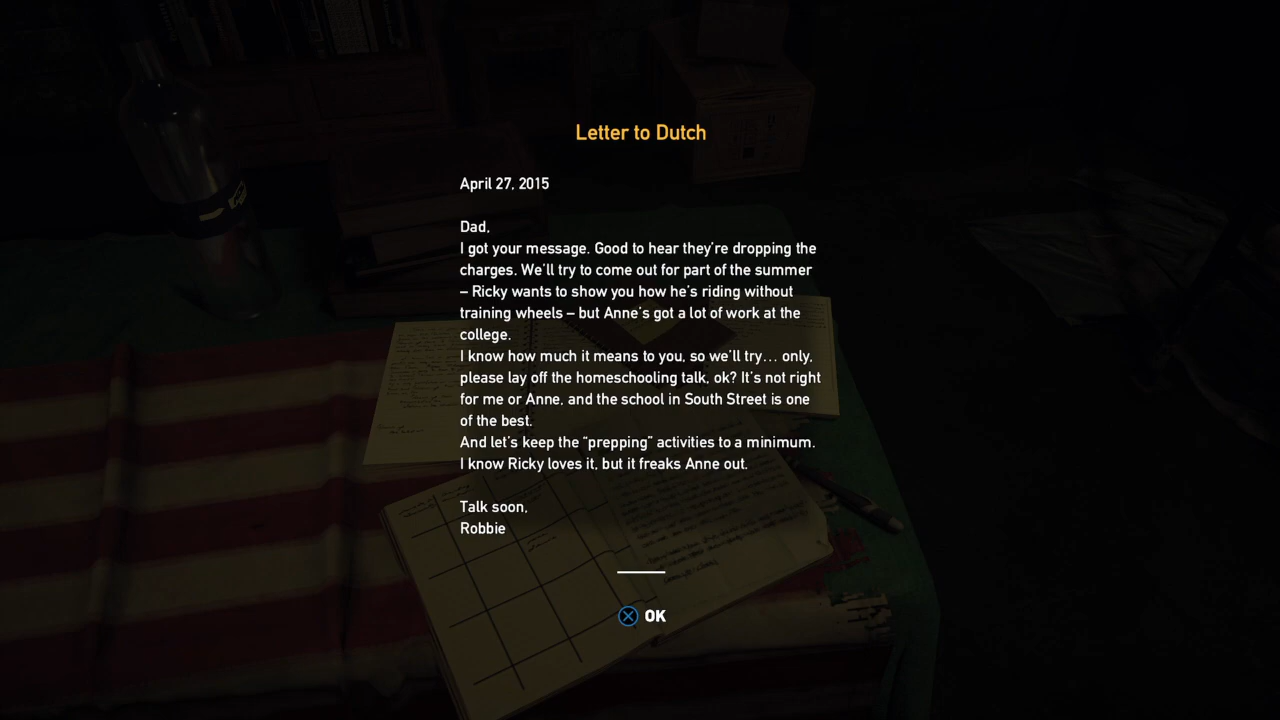 Letter to Dutch
April 27, 2015
Dad,
I got your message. Good to hear they're dropping the
charges. We'll try to come out for part of the summer
– Ricky wants to show you how he's riding without
training wheels – but Anne's got a lot of work at the
college.
I know how much it means to you, so we'll try... only,
please lay off the homeschooling talk, ok? It's not right
for me or Anne, and the school in South Street is one
of the best.
And let's keep the “prepping” activities to a minimum.
I know Ricky loves it, but it freaks Anne out.
Talk soon,
Robbie
OK